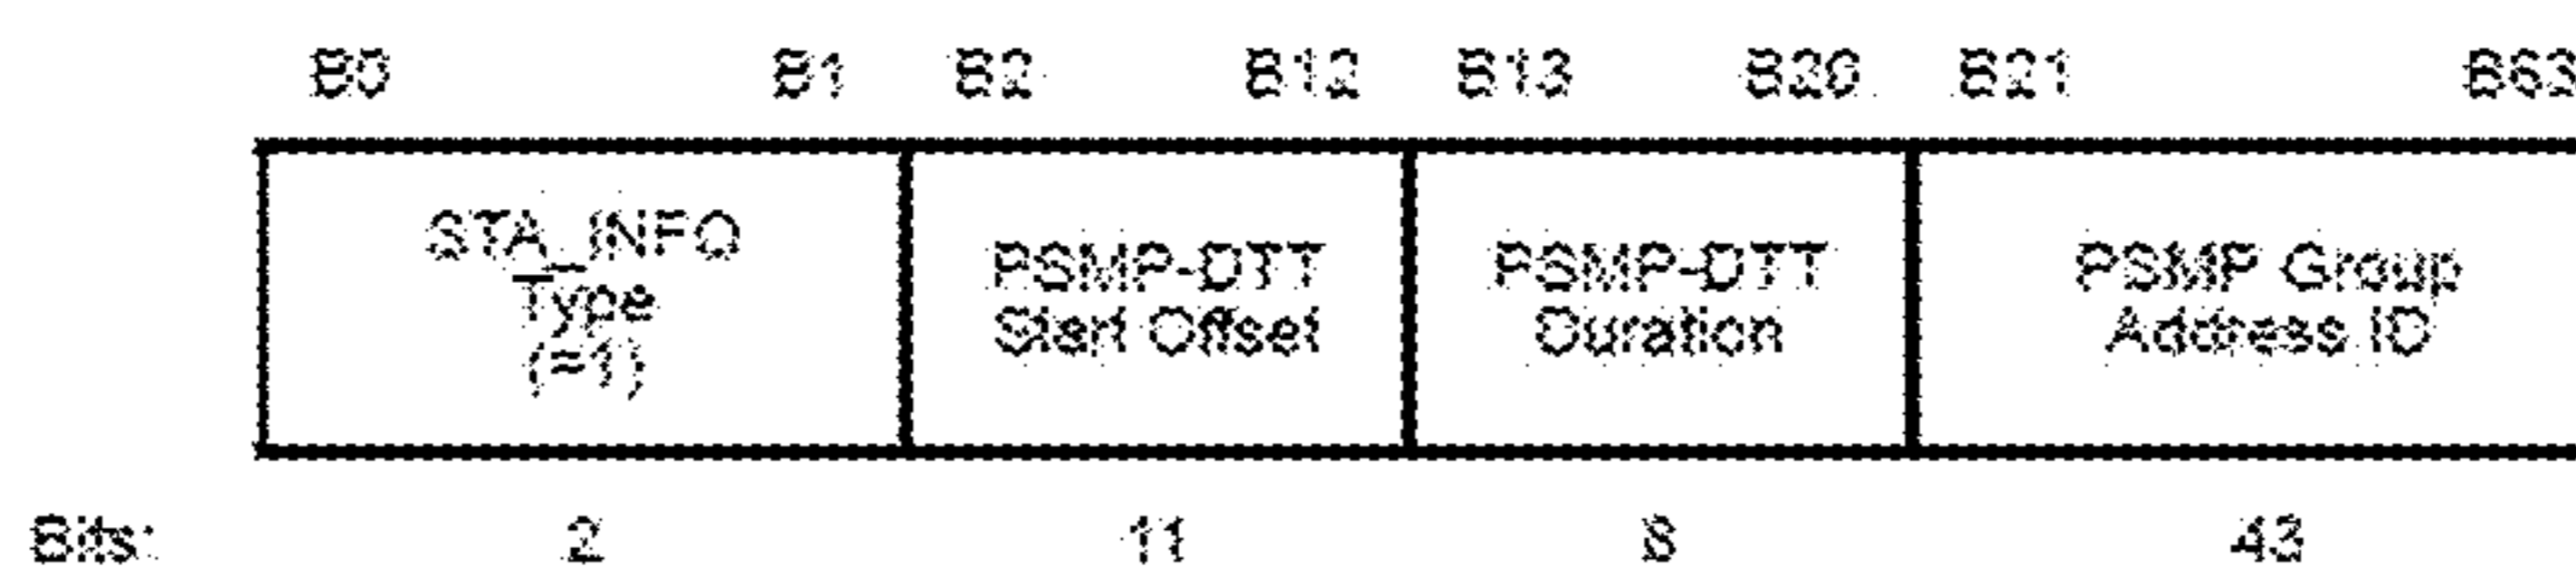 B0 B1 B2 B12 B13 B20 B21 B63
STA_INFO
Type
(=1)
PSMP-DTT
Start Offset
PSMP-DTT
Duration
PSMP Group
Address ID
Bits: 2 11 8 43